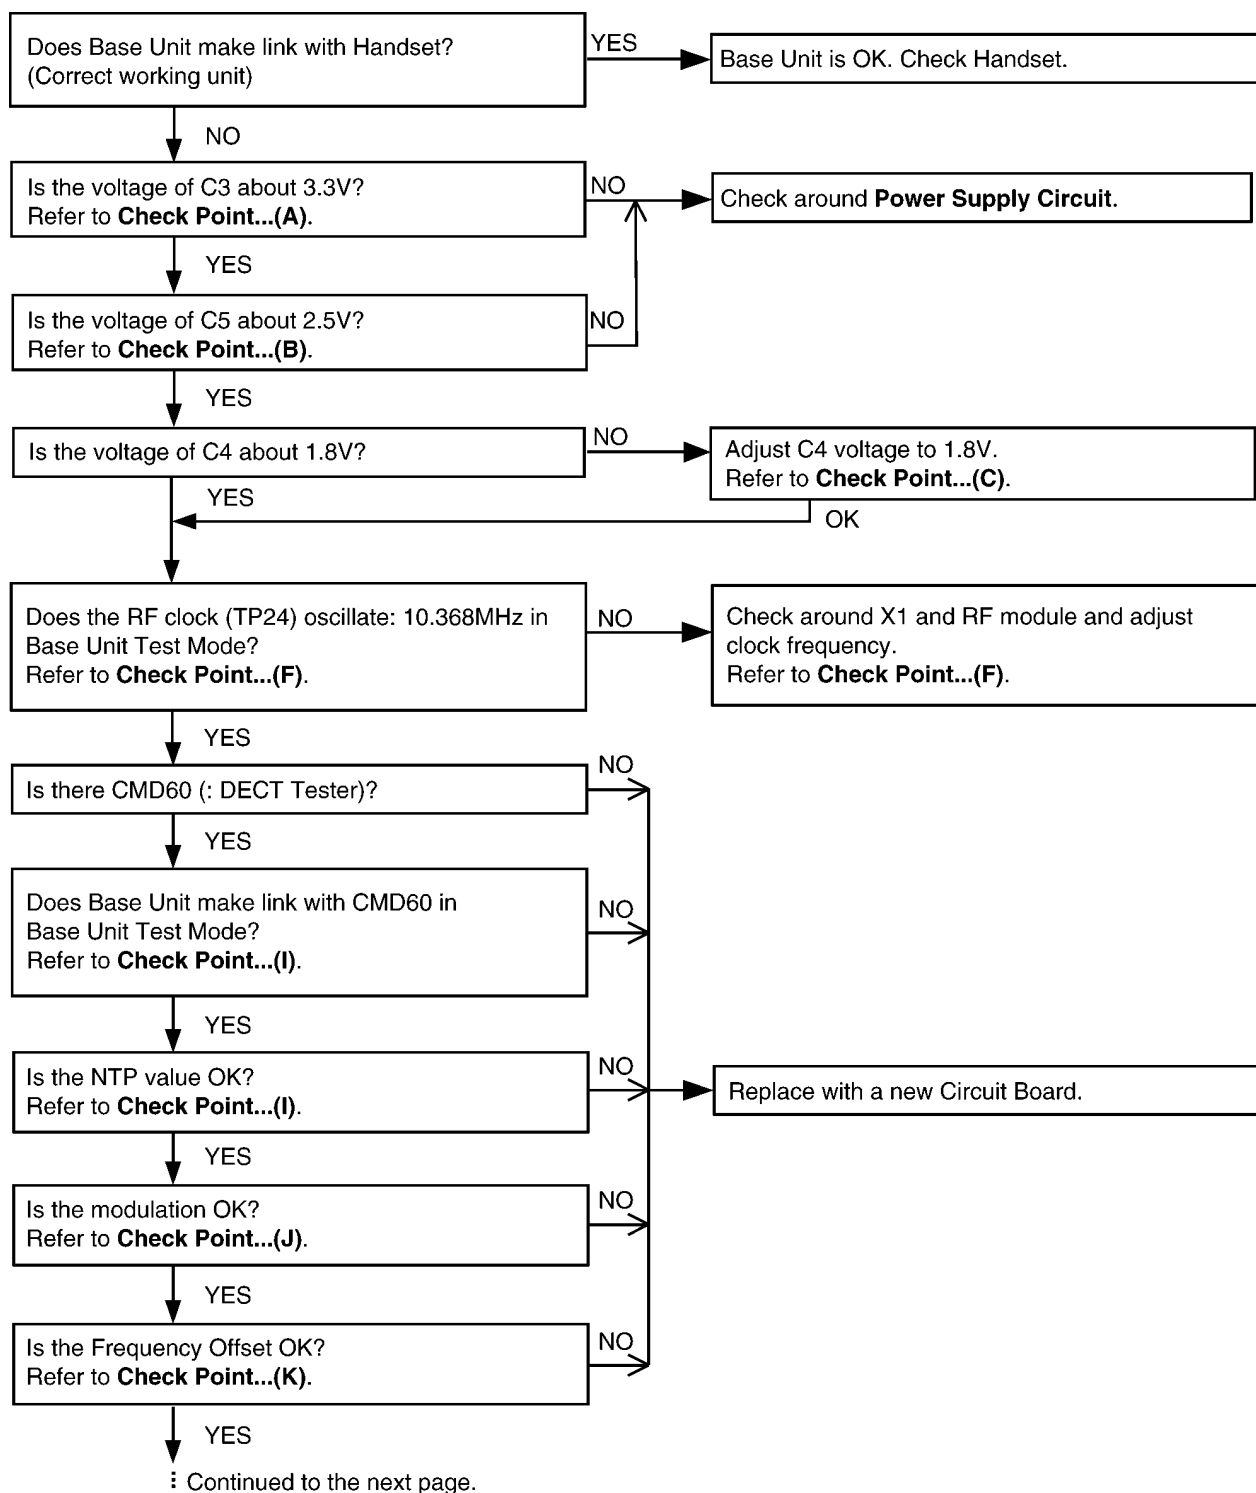 Does Base Unit make link with Handset?
(Correct working unit)
YES
Base Unit is OK. Check Handset.
NO
Is the voltage of C3 about 3.3V?
Refer to Check Point...(A).
NO
Check around Power Supply Circuit.
YES
Is the voltage of C5 about 2.5V?
Refer to Check Point...(B).
NO
YES
Is the voltage of C4 about 1.8V?
NO
Adjust C4 voltage to 1.8V.
Refer to Check Point...(C).
YES
OK
Does the RF clock (TP24) oscillate: 10.368MHz in
Base Unit Test Mode?
Refer to Check Point...(F).
NO
Check around X1 and RF module and adjust
clock frequency.
Refer to Check Point...(F).
YES
Is there CMD60 (: DECT Tester)?
NO
YES
Does Base Unit make link with CMD60 in
Base Unit Test Mode?
Refer to Check Point...(I).
NO
YES
Is the NTP value OK?
Refer to Check Point...(I).
NO
Replace with a new Circuit Board.
YES
Is the modulation OK?
Refer to Check Point...(J).
NO
YES
Is the Frequency Offset OK?
Refer to Check Point...(K).
NO
YES
Continued to the next page.